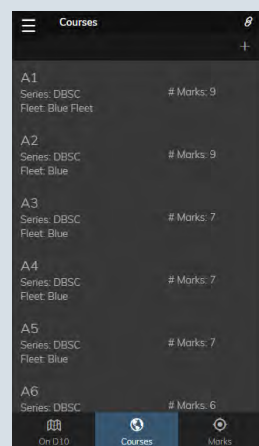 Courses
A1
Series: DBSC # Marks: 9
Fleet: Blue Fleet
A2
Series: DBSC # Marks: 9
Fleet: Blue
A3
Series: DBSC # Marks: 7
Fleet: Blue
A4
Series: DBSC # Marks: 7
Fleet: Blue
A5
Series: DBSC # Marks: 7
Fleet: Blue
A6
Series: DBSC # Marks: 6
On D10 Courses Marks